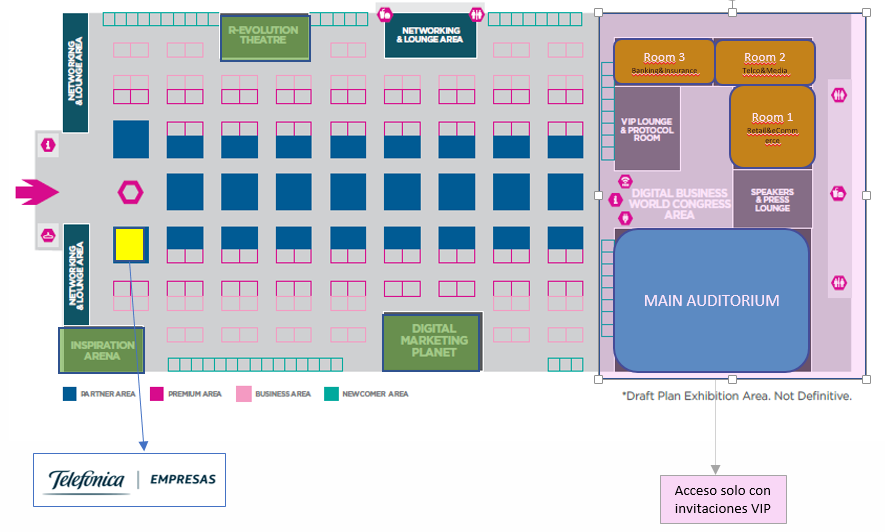 NETWORKING
& LOUNGE AREA
R-EVOLUTION
THEATRE
NETWORKING
& LOUNGE AREA
Room 3
Banking&Insurance
Room 2
Telco&Media
VIP LOUNGE
& PROTOCOL
ROOM
Room 1
Retail&eComm
erce
DIGITAL BUSINESS
WORLD CONGRESS
AREA
SPEAKERS
& PRESS
LOUNGE
NETWORKING
& LOUNGE AREA
MAIN AUDITORIUM
INSPIRATION
ARENA
DIGITAL
MARKETING
PLANET
PARTNER AREA
PREMIUM AREA
BUSINESS AREA
NEWCOMER AREA
*Draft Plan Exhibition Area. Not Definitive.
Telefónica | EMPRESAS
Acceso solo con
invitaciones VIP